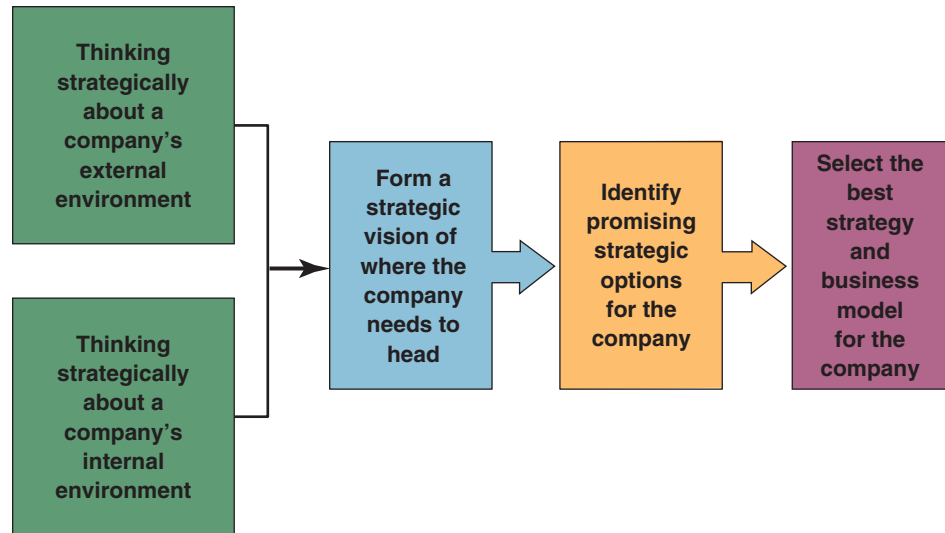 Thinking
strategically
about a
company's
external
environment
Thinking
strategically
about a
company's
internal
environment
Form a
strategic
vision of
where the
company
needs to
head
Identify
promising
strategic
options
for the
company
Select the
best
strategy
and
business
model
for the
company